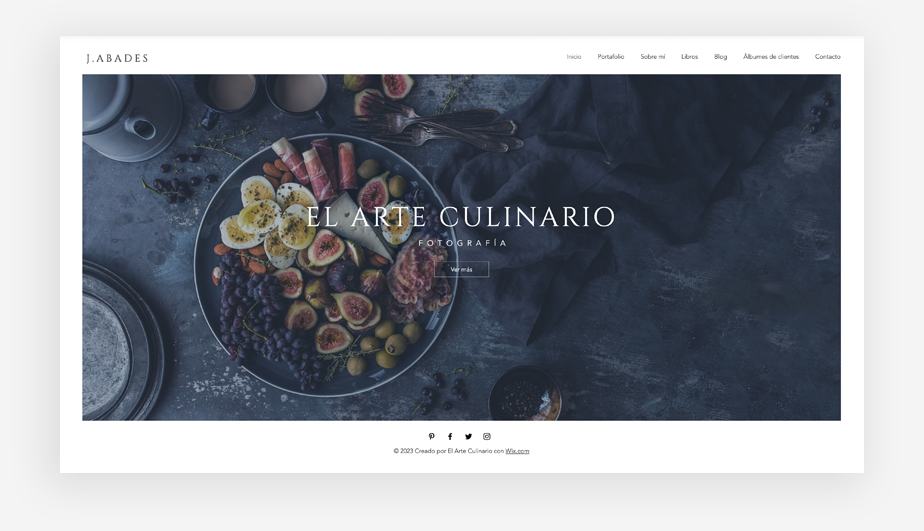 J.ABADES
Inicio Portafolio Sobre mí Libros Blog Álbumes de clientes Contacto
EL ARTE CULINARIO
FOTOGRAFÍA
Ver más
© 2023 Creado por El Arte Culinario con Wix.com